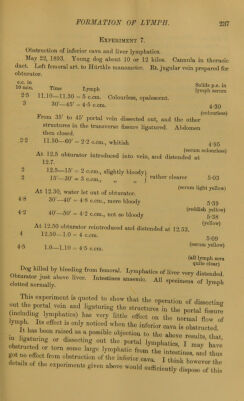 FORMATION OF LYMPH. 237
EXPERIMENT 7.
Obstruction of inferior cava and liver lymphatics.
May 22, 1893. Young dog about 10 or 12 kilos. Cannula in thoracic
duct. Left femoral art. to Hürthle manometer. Rt. jugular vein prepared for
obturator.
c.c. in 10 min. Time Lymph Solids p.c. in lymph serum
2·5 11.10—11.30 = 5 c.cm. Colourless, opalescent.
3 30'—45' = 4·5 c.cm. 4·30
(colourless)
From 35' to 45' portal vein dissected out, and the other
structures in the transverse fissure ligatured. Abdomen
then closed.
2·2 11.50—60' = 2·2 c.cm., whitish 4·95
(serum colourless)
At 12.5 obturator introduced into vein, and distended at
12.7.
2 12.5—15' = 2 c.cm., slightly bloody
2 15'—30' = 3 c.cm., „ „ rather clearer 5·03
(serum light yellow)
At 12.30, water let out of obturator.
4·8 30'—40' = 4·8 c.cm., more bloody 5·39
(reddish yellow)
4·2 40'—50' = 4·2 c.cm., not so bloody 5·38
(yellow)
At 12.50 obturator reintroduced and distended at 12.53.
4 12.50—1.0 = 4 c.cm. 5·09
(serum yellow)
4·5 1.0—1.10 = 4·5 c.cm.
(all lymph sera
quite clear)
Dog killed by bleeding from femoral. Lymphatics of liver very distended.
Obturator just above liver. Intestines anæmic. All specimens of lymph
clotted normally.
This experiment is quoted to show that the operation of dissecting
out the portal vein and ligaturing the structures in the portal fissure
(including lymphatics) has very little effect on the normal flow of
lymph. Its effect is only noticed when the inferior cava is obstructed.
It has been raised as a possible objection to the above results, that,
in ligaturing or dissecting out the portal lymphatics, I may have
obstructed or torn some large lymphatic from the intestines, and thus
got no effect from obstruction of the inferior cava. I think however the
details of the experiments given above would sufficiently dispose of this